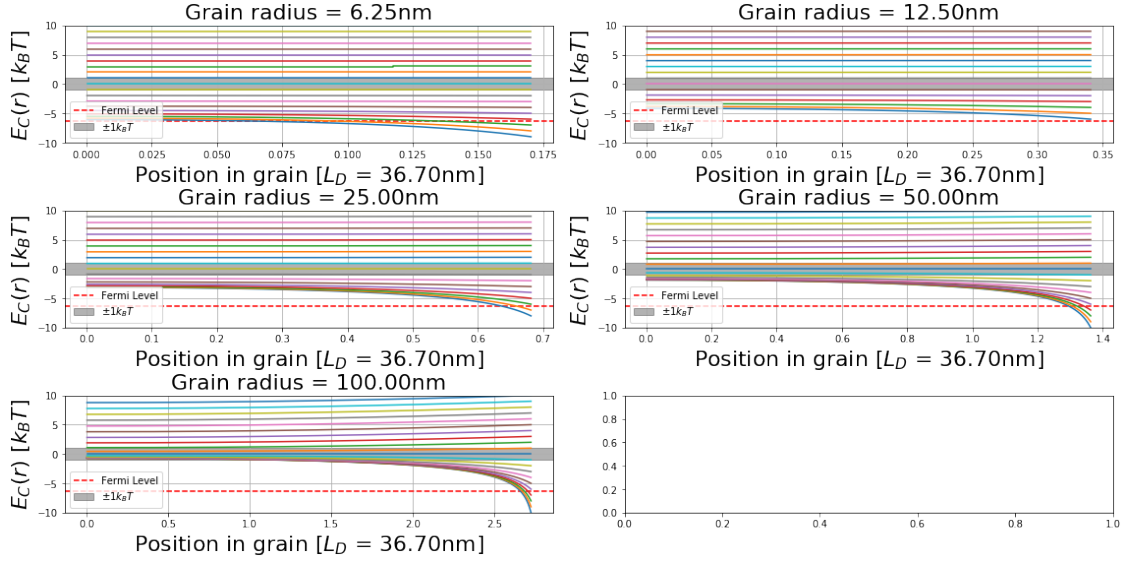 Grain radius = 6.25nm
10
5
0
−5
−10
E_C(r) [k_BT]
Fermi Level
±1k_BT
0.000 0.025 0.050 0.075 0.100 0.125 0.150 0.175
Position in grain [L_D = 36.70nm]
Grain radius = 12.50nm
10
5
0
−5
−10
E_C(r) [k_BT]
Fermi Level
±1k_BT
0.00 0.05 0.10 0.15 0.20 0.25 0.30 0.35
Position in grain [L_D = 36.70nm]
Grain radius = 25.00nm
10
5
0
−5
−10
E_C(r) [k_BT]
Fermi Level
±1k_BT
0.0 0.1 0.2 0.3 0.4 0.5 0.6 0.7
Position in grain [L_D = 36.70nm]
Grain radius = 50.00nm
10
5
0
−5
−10
E_C(r) [k_BT]
Fermi Level
±1k_BT
0.0 0.2 0.4 0.6 0.8 1.0 1.2 1.4
Position in grain [L_D = 36.70nm]
Grain radius = 100.00nm
10
5
0
−5
−10
E_C(r) [k_BT]
Fermi Level
±1k_BT
0.0 0.5 1.0 1.5 2.0 2.5
Position in grain [L_D = 36.70nm]
1.0
0.8
0.6
0.4
0.2
0.0
0.0 0.2 0.4 0.6 0.8 1.0